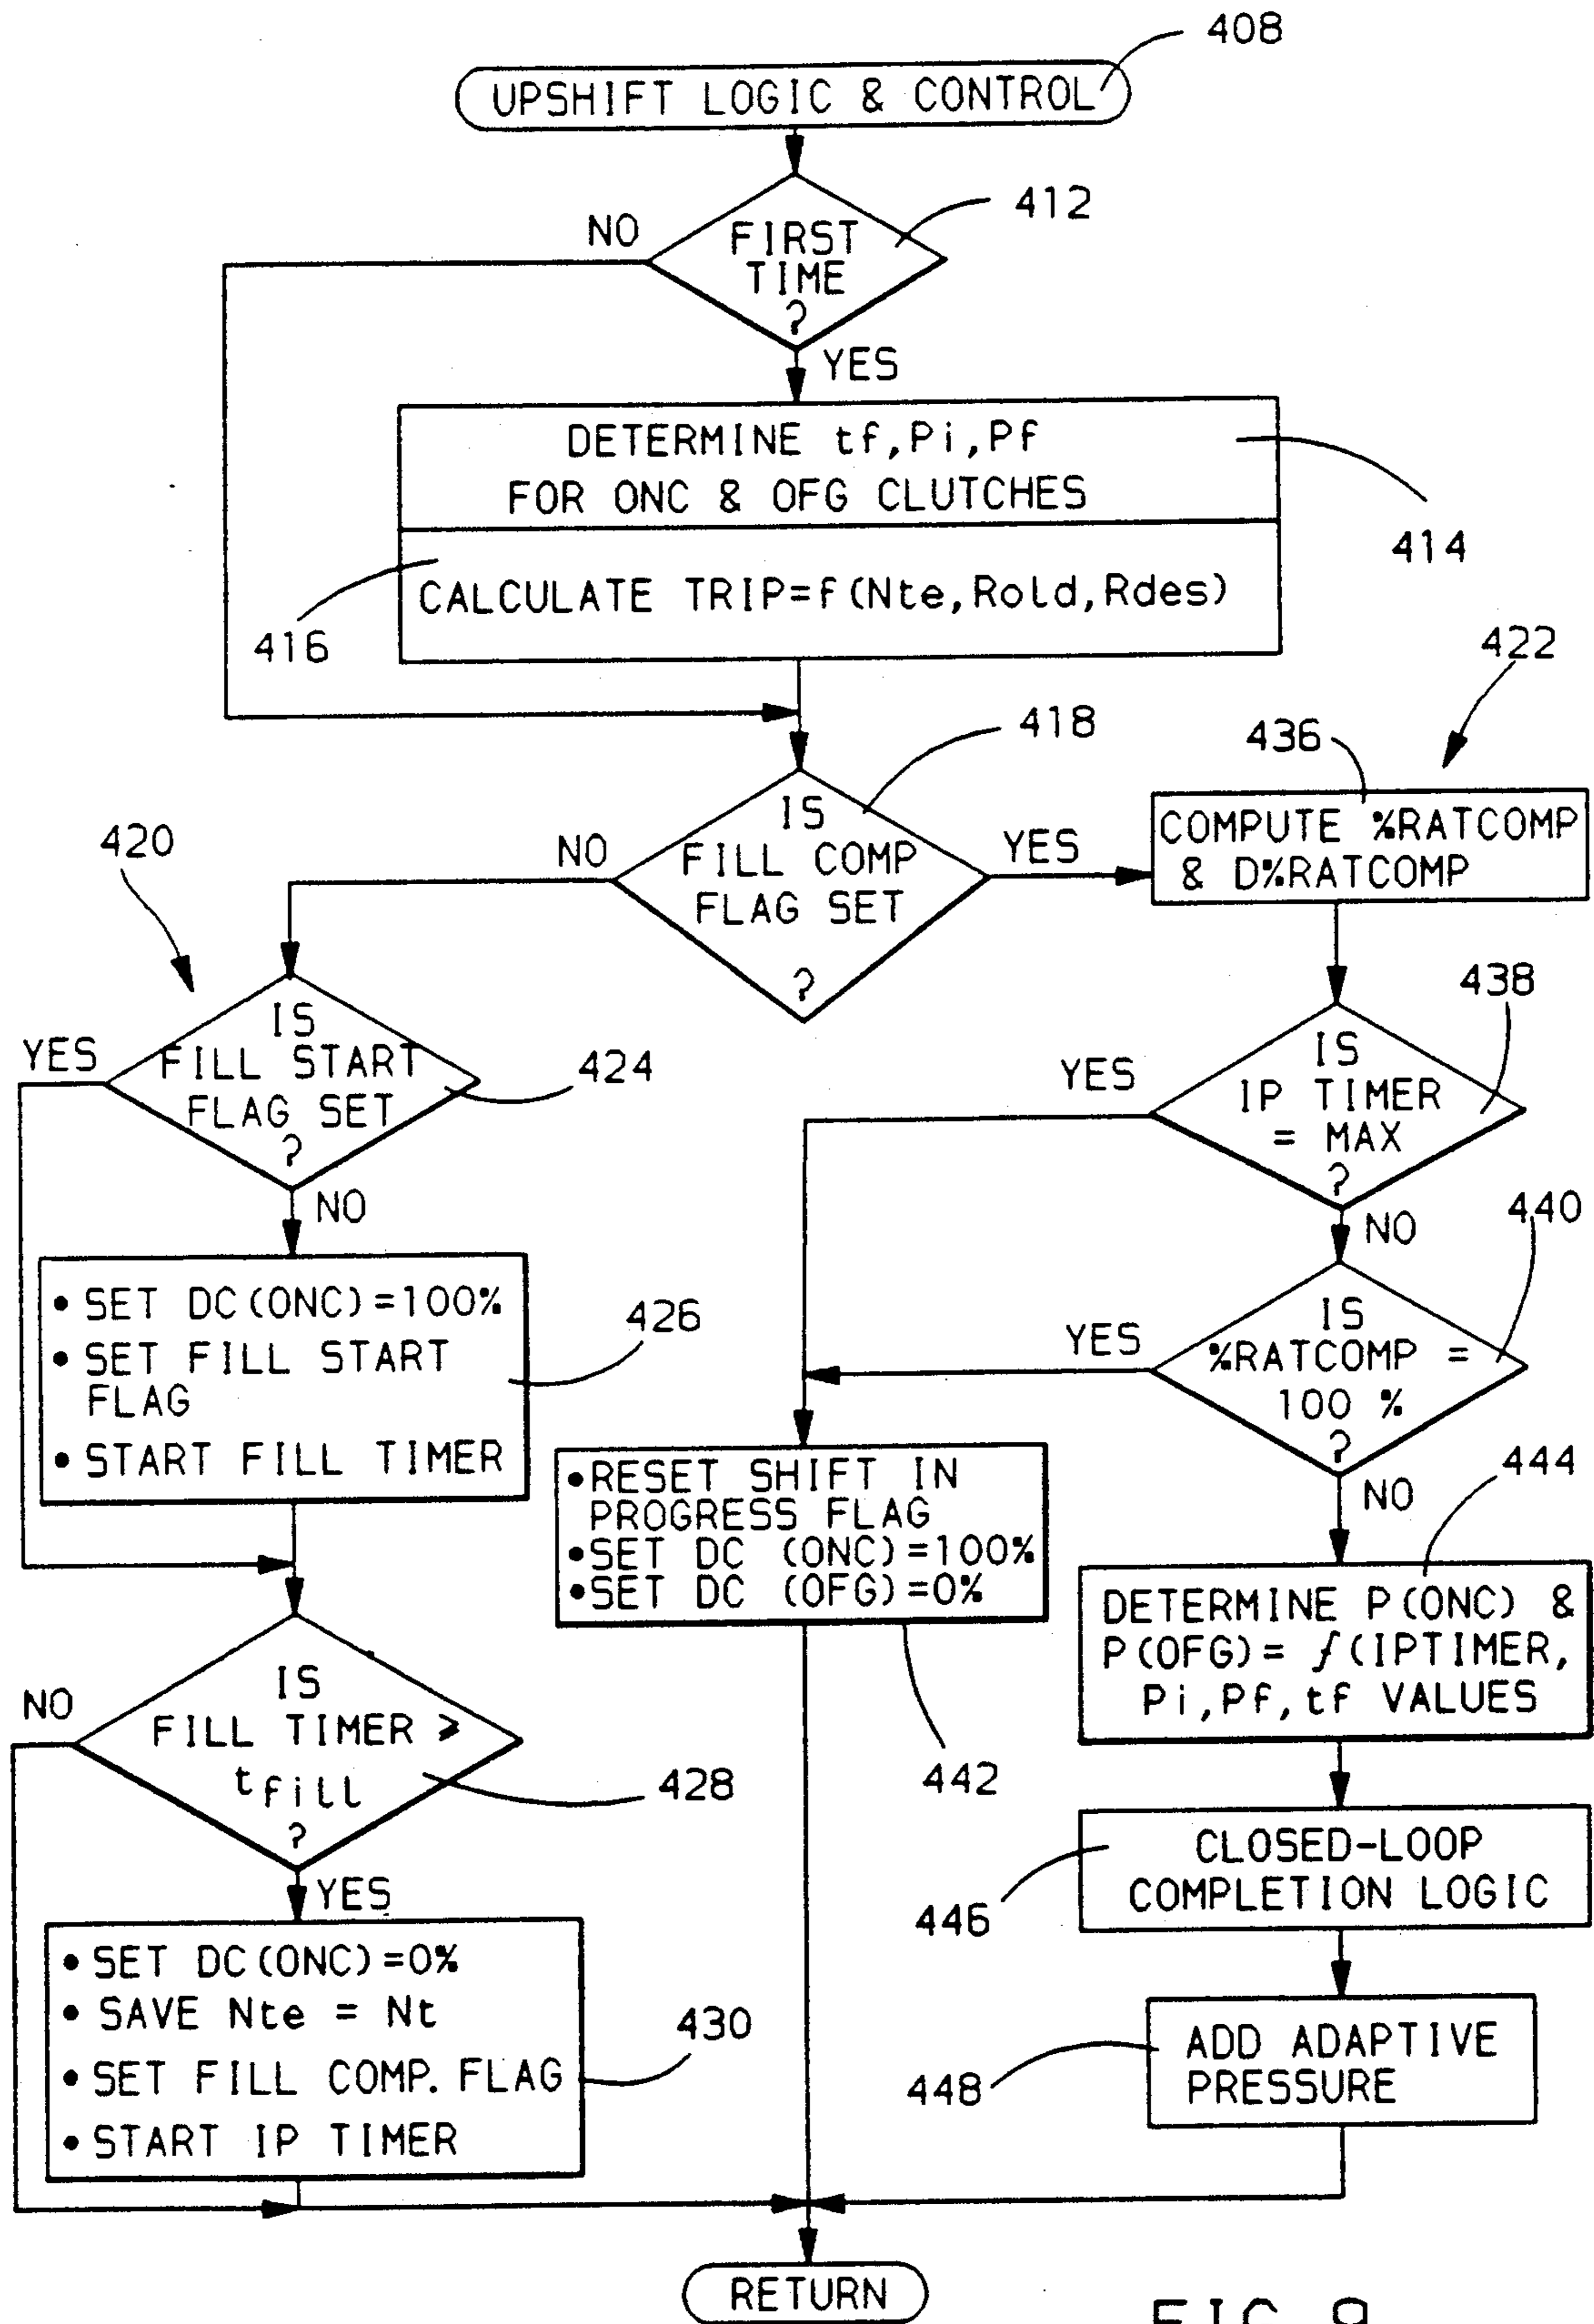 408
UPSHIFT LOGIC & CONTROL
412
NO
FIRST
TIME
?
YES
DETERMINE tf,Pi,Pf
FOR ONC & OFG CLUTCHES
414
CALCULATE TRIP=f(Nte,Rold,Rdes)
416
422
418
436
IS
FILL COMP
FLAG SET
?
NO
YES
COMPUTE %RATCOMP
& D%RATCOMP
420
438
IS
FILL START
FLAG SET
?
YES
424
NO
IS
IP TIMER
= MAX
?
YES
NO
440
• SET DC(ONC)=100%
• SET FILL START
FLAG
• START FILL TIMER
426
IS
%RATCOMP =
100 %
?
YES
NO
444
•RESET SHIFT IN
PROGRESS FLAG
•SET DC (ONC)=100%
•SET DC (OFG)=0%
442
DETERMINE P(ONC) &
P(OFG)= f(IPTIMER,
Pi,Pf,tf VALUES
IS
FILL TIMER ⩾
tfill
?
NO
428
YES
CLOSED-LOOP
COMPLETION LOGIC
446
• SET DC(ONC)=0%
• SAVE Nte = Nt
• SET FILL COMP. FLAG
• START IP TIMER
430
ADD ADAPTIVE
PRESSURE
448
RETURN
FIG. 9